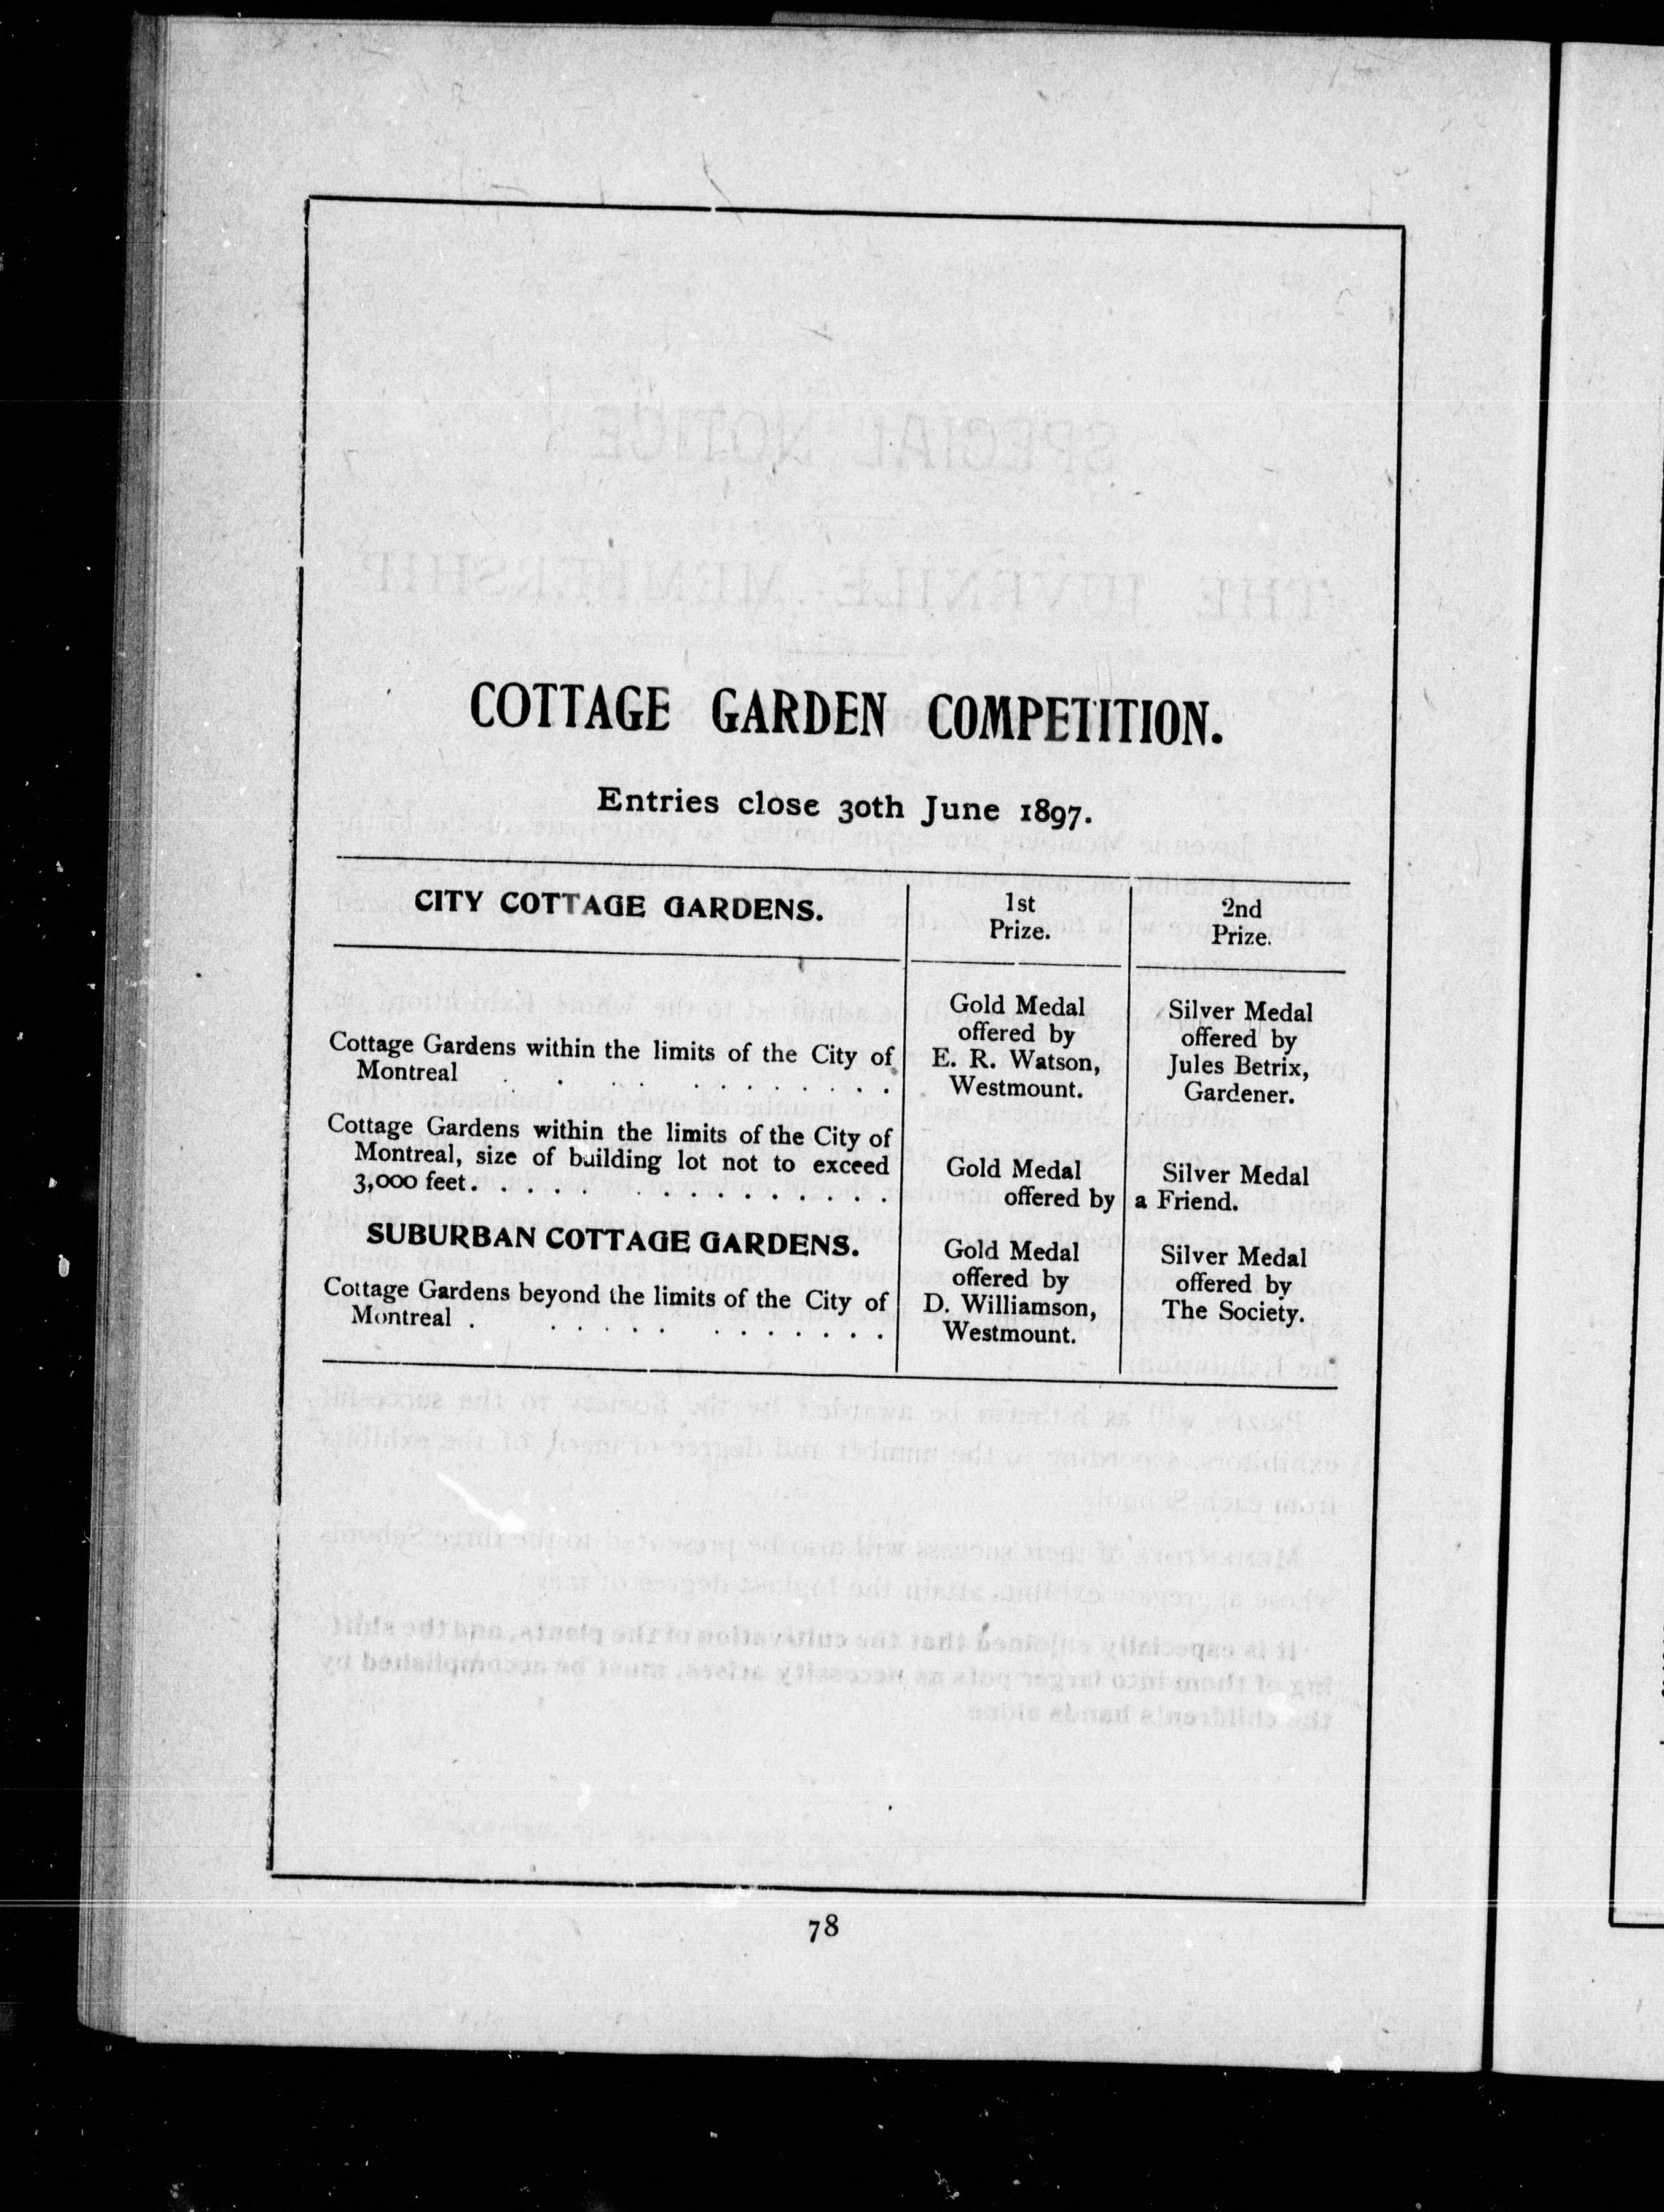 COTTAGE GARDEN COMPETITION.
Entries close 30th June 1897.
CITY COTTAGE GARDENS.
1st
Prize.
2nd
Prize.
Cottage Gardens within the limits of the City of
Montreal . . . . . . . . . . . .
Gold Medal
offered by
E. R. Watson,
Westmount.
Silver Medal
offered by
Jules Betrix,
Gardener.
Cottage Gardens within the limits of the City of
Montreal, size of building lot not to exceed
3,000 feet . . . . . . . . . . . . . . .
Gold Medal
Silver Medal
offered by a Friend.
SUBURBAN COTTAGE GARDENS.
Cottage Gardens beyond the limits of the City of
Montreal . . . . . . . . . . . . .
Gold Medal
offered by
D. Williamson,
Westmount.
Silver Medal
offered by
The Society.
78